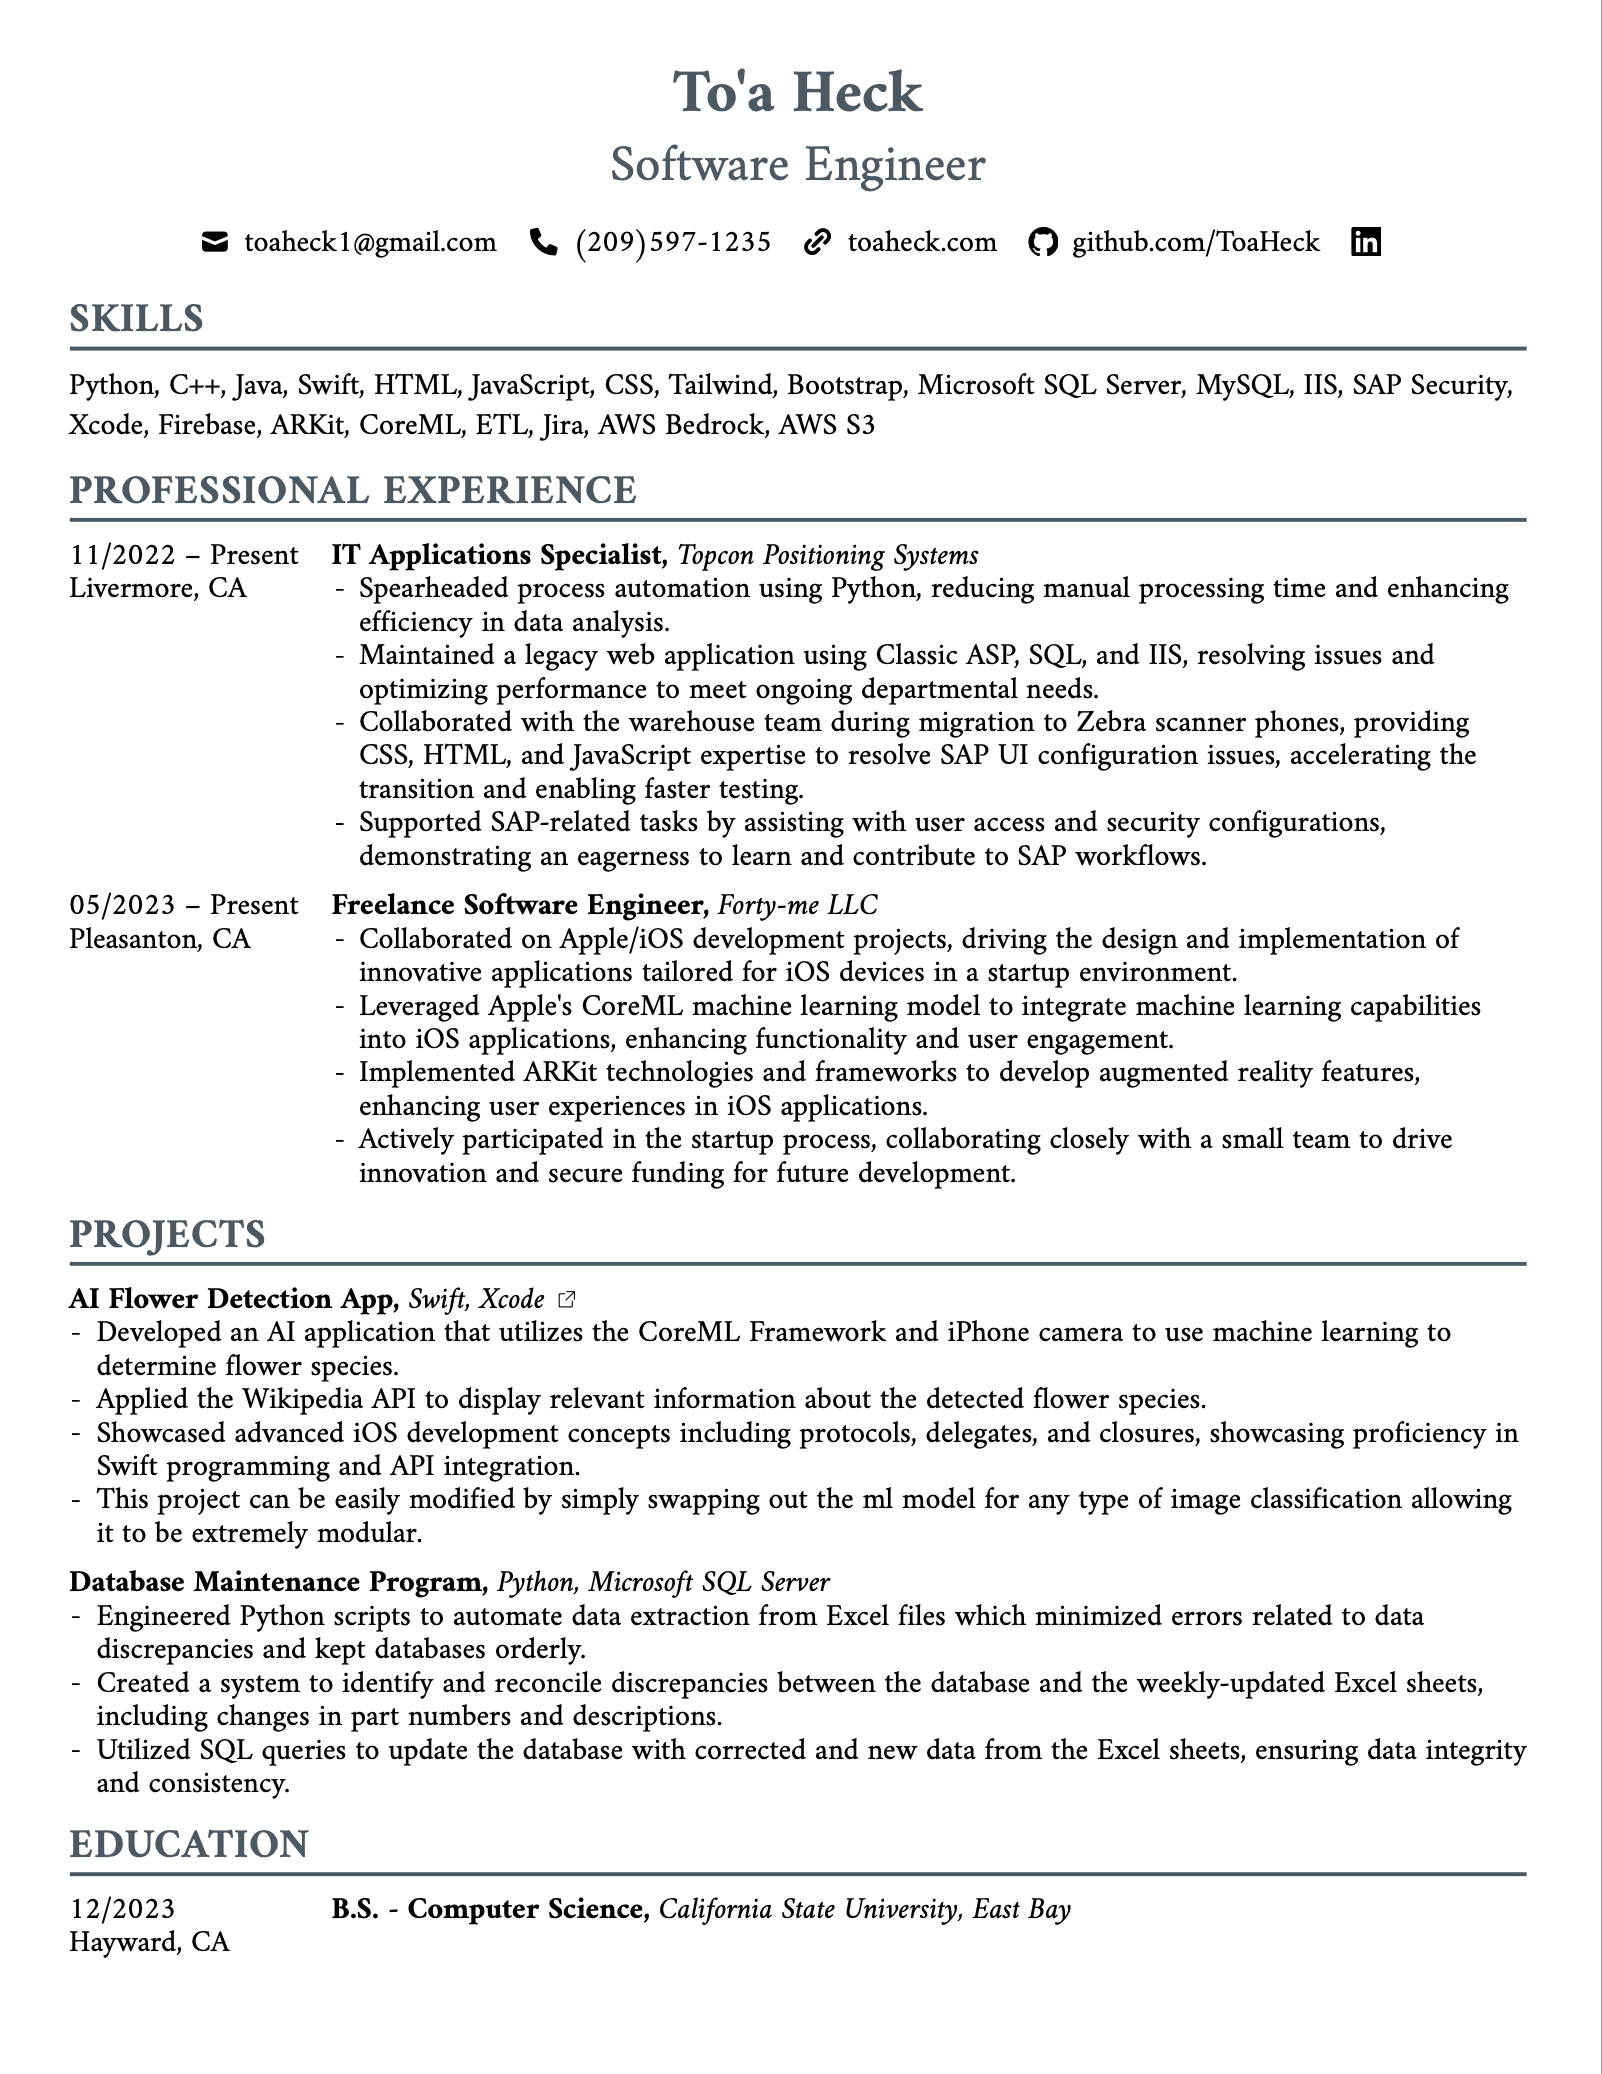 To'a Heck
Software Engineer
toaheck1@gmail.com (209)597-1235 toaheck.com github.com/ToaHeck in
SKILLS
Python, C++, Java, Swift, HTML, JavaScript, CSS, Tailwind, Bootstrap, Microsoft SQL Server, MySQL, IIS, SAP Security,
Xcode, Firebase, ARKit, CoreML, ETL, Jira, AWS Bedrock, AWS S3
PROFESSIONAL EXPERIENCE
11/2022 – Present IT Applications Specialist, Topcon Positioning Systems
Livermore, CA - Spearheaded process automation using Python, reducing manual processing time and enhancing
efficiency in data analysis.
- Maintained a legacy web application using Classic ASP, SQL, and IIS, resolving issues and
optimizing performance to meet ongoing departmental needs.
- Collaborated with the warehouse team during migration to Zebra scanner phones, providing
CSS, HTML, and JavaScript expertise to resolve SAP UI configuration issues, accelerating the
transition and enabling faster testing.
- Supported SAP-related tasks by assisting with user access and security configurations,
demonstrating an eagerness to learn and contribute to SAP workflows.
05/2023 – Present Freelance Software Engineer, Forty-me LLC
Pleasanton, CA - Collaborated on Apple/iOS development projects, driving the design and implementation of
innovative applications tailored for iOS devices in a startup environment.
- Leveraged Apple's CoreML machine learning model to integrate machine learning capabilities
into iOS applications, enhancing functionality and user engagement.
- Implemented ARKit technologies and frameworks to develop augmented reality features,
enhancing user experiences in iOS applications.
- Actively participated in the startup process, collaborating closely with a small team to drive
innovation and secure funding for future development.
PROJECTS
AI Flower Detection App, Swift, Xcode
- Developed an AI application that utilizes the CoreML Framework and iPhone camera to use machine learning to
determine flower species.
- Applied the Wikipedia API to display relevant information about the detected flower species.
- Showcased advanced iOS development concepts including protocols, delegates, and closures, showcasing proficiency in
Swift programming and API integration.
- This project can be easily modified by simply swapping out the ml model for any type of image classification allowing
it to be extremely modular.
Database Maintenance Program, Python, Microsoft SQL Server
- Engineered Python scripts to automate data extraction from Excel files which minimized errors related to data
discrepancies and kept databases orderly.
- Created a system to identify and reconcile discrepancies between the database and the weekly-updated Excel sheets,
including changes in part numbers and descriptions.
- Utilized SQL queries to update the database with corrected and new data from the Excel sheets, ensuring data integrity
and consistency.
EDUCATION
12/2023 B.S. - Computer Science, California State University, East Bay
Hayward, CA